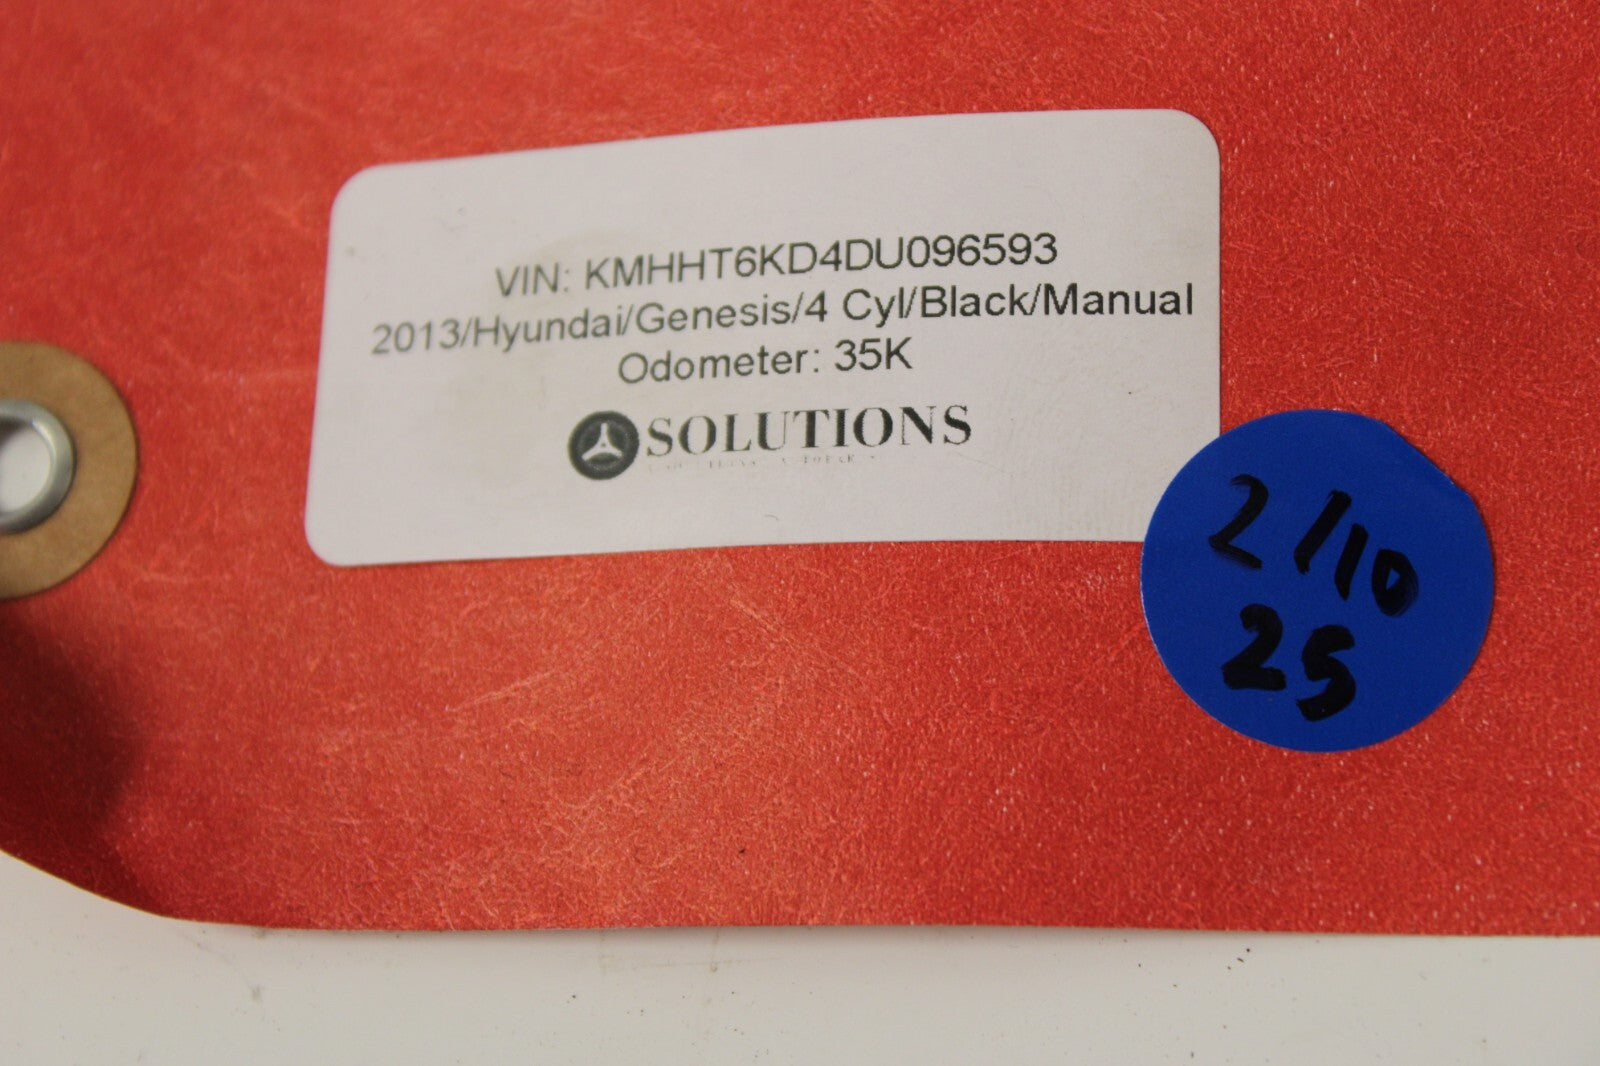 VIN: KMHHT6KD4DU096593
2013/Hyundai/Genesis/4 Cyl/Black/Manual
Odometer: 35K
SOLUTIONS
2/10
25